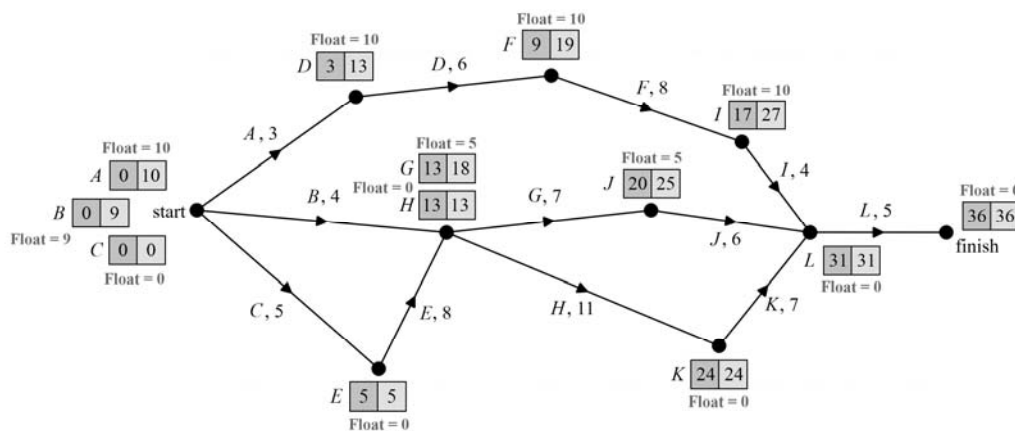 Float = 10
D 3 13
D, 6
Float = 10
F 9 19
F, 8
Float = 10
I 17 27
A, 3
I, 4
Float = 10
A 0 10
B 0 9
Float = 9
C 0 0
Float = 0
start
B, 4
Float = 5
G 13 18
Float = 0
H 13 13
G, 7
Float = 5
J 20 25
J, 6
L, 5
Float = 0
36 36
finish
L 31 31
Float = 0
C, 5
E, 8
H, 11
K, 7
E 5 5
Float = 0
K 24 24
Float = 0